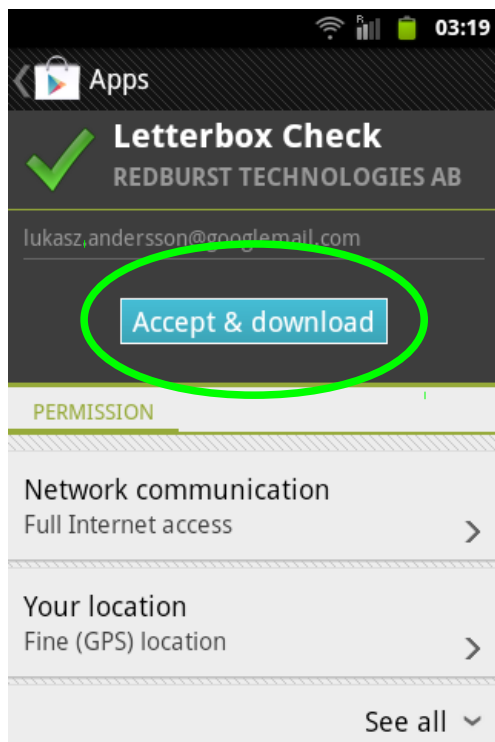 R 03:19
Apps
Letterbox Check
REDBURST TECHNOLOGIES AB
lukasz.andersson@googlemail.com
Accept & download
PERMISSION
Network communication
Full Internet access
Your location
Fine (GPS) location
See all